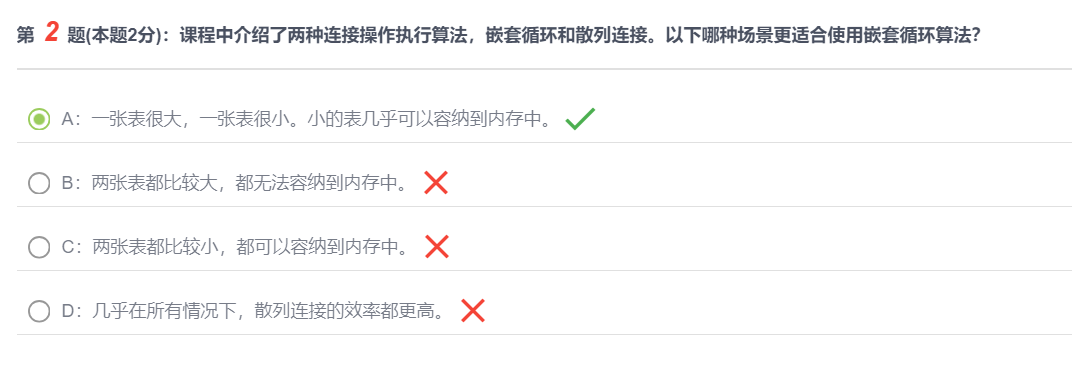 第 2 题(本题2分)：课程中介绍了两种连接操作执行算法，嵌套循环和散列连接。以下哪种场景更适合使用嵌套循环算法?
A：一张表很大，一张表很小。小的表几乎可以容纳到内存中。
B：两张表都比较大，都无法容纳到内存中。
C：两张表都比较小，都可以容纳到内存中。
D：几乎在所有情况下，散列连接的效率都更高。